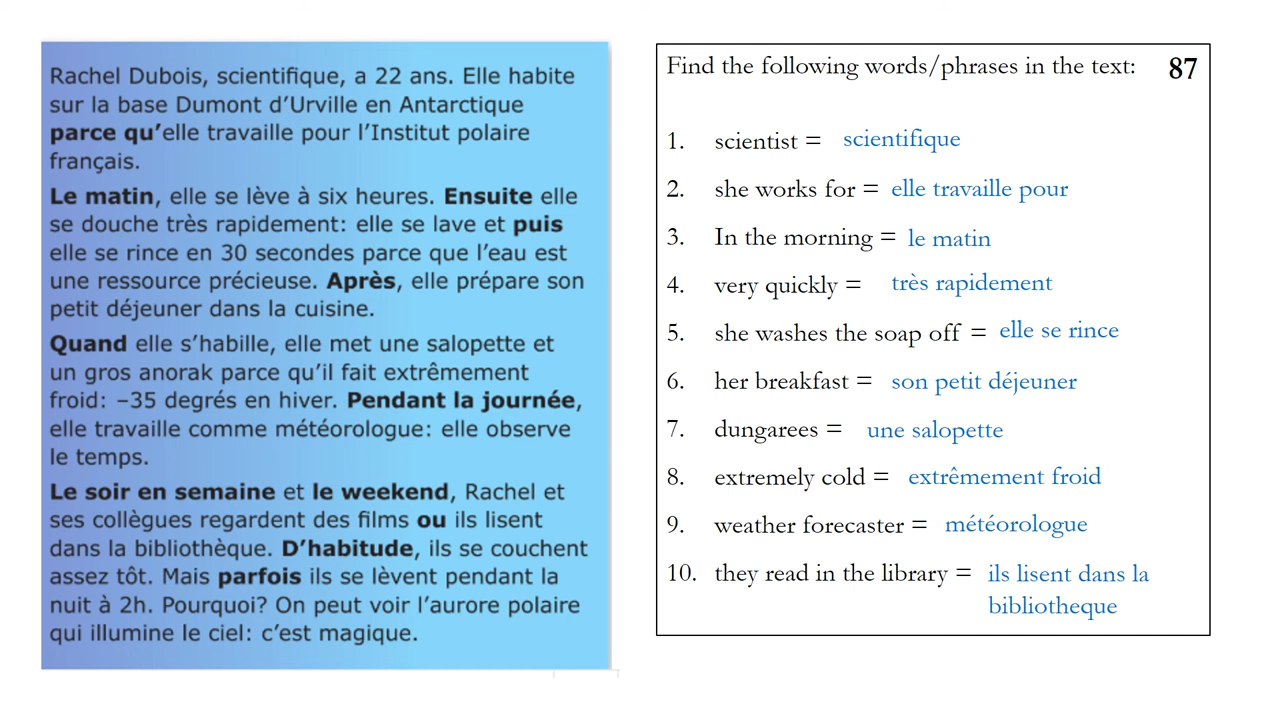 Rachel Dubois, scientifique, a 22 ans. Elle habite
sur la base Dumont d’Urville en Antarctique
parce qu’elle travaille pour l’Institut polaire
français.
Le matin, elle se lève à six heures. Ensuite elle
se douche très rapidement: elle se lave et puis
elle se rince en 30 secondes parce que l’eau est
une ressource précieuse. Après, elle prépare son
petit déjeuner dans la cuisine.
Quand elle s’habille, elle met une salopette et
un gros anorak parce qu’il fait extrêmement
froid: –35 degrés en hiver. Pendant la journée,
elle travaille comme météorologue: elle observe
le temps.
Le soir en semaine et le weekend, Rachel et
ses collègues regardent des films ou ils lisent
dans la bibliothèque. D’habitude, ils se couchent
assez tôt. Mais parfois ils se lèvent pendant la
nuit à 2h. Pourquoi? On peut voir l’aurore polaire
qui illumine le ciel: c’est magique.
Find the following words/phrases in the text: 87
1. scientist = scientifique
2. she works for = elle travaille pour
3. In the morning = le matin
4. very quickly = très rapidement
5. she washes the soap off = elle se rince
6. her breakfast = son petit déjeuner
7. dungarees = une salopette
8. extremely cold = extrêmement froid
9. weather forecaster = météorologue
10. they read in the library = ils lisent dans la
bibliotheque